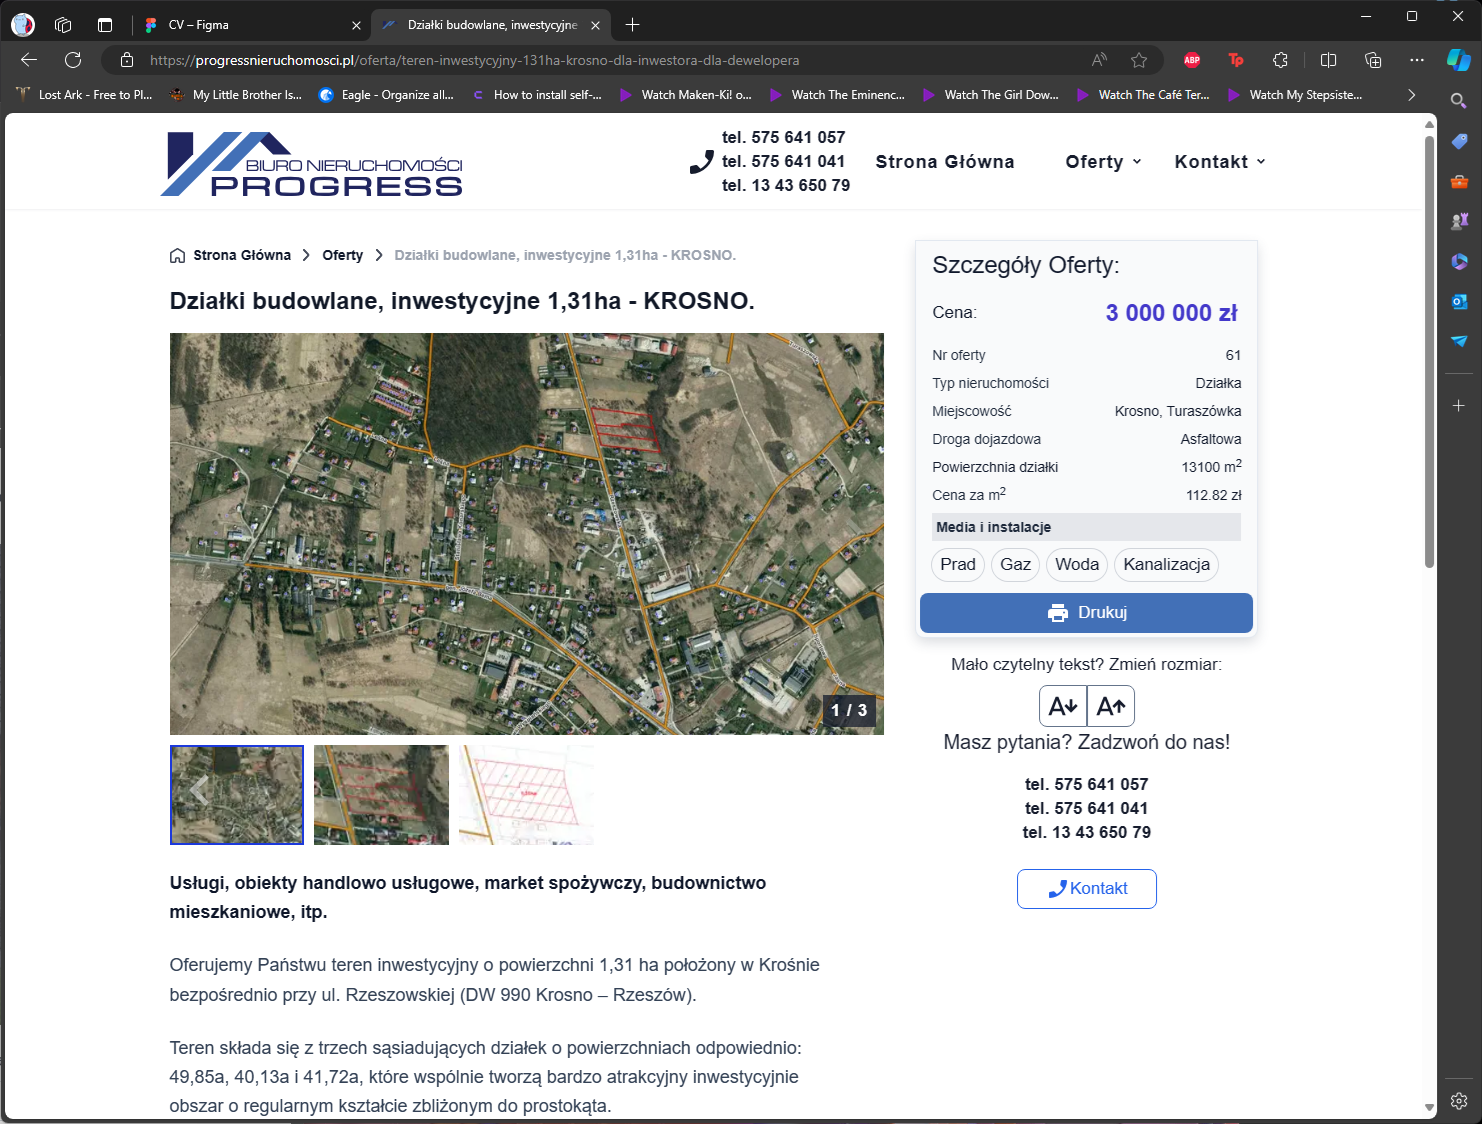 CV – Figma
Działki budowlane, inwestycyjne
https://progressnieruchomosci.pl/oferta/teren-inwestycyjny-131ha-krosno-dla-inwestora-dla-dewelopera
ABP
Tp
Lost Ark - Free to Pl...
My Little Brother Is...
Eagle - Organize all...
How to install self-...
Watch Maken-Ki! o...
Watch The Eminenc...
Watch The Girl Dow...
Watch The Café Ter...
Watch My Stepsiste...
BIURO NIERUCHOMOŚCI
PROGRESS
tel. 575 641 057
tel. 575 641 041
tel. 13 43 650 79
Strona Główna
Oferty
Kontakt
Strona Główna
Oferty
Działki budowlane, inwestycyjne 1,31ha - KROSNO.
Działki budowlane, inwestycyjne 1,31ha - KROSNO.
1 / 3
Usługi, obiekty handlowo usługowe, market spożywczy, budownictwo
mieszkaniowe, itp.
Oferujemy Państwu teren inwestycyjny o powierzchni 1,31 ha położony w Krośnie
bezpośrednio przy ul. Rzeszowskiej (DW 990 Krosno – Rzeszów).
Teren składa się z trzech sąsiadujących działek o powierzchniach odpowiednio:
49,85a, 40,13a i 41,72a, które wspólnie tworzą bardzo atrakcyjny inwestycyjnie
obszar o regularnym kształcie zbliżonym do prostokąta.
Szczegóły Oferty:
Cena: 3 000 000 zł
Nr oferty 61
Typ nieruchomości Działka
Miejscowość Krosno, Turaszówka
Droga dojazdowa Asfaltowa
Powierzchnia działki 13100 m²
Cena za m² 112.82 zł
Media i instalacje
Prad Gaz Woda Kanalizacja
Drukuj
Mało czytelny tekst? Zmień rozmiar:
A A
Masz pytania? Zadzwoń do nas!
tel. 575 641 057
tel. 575 641 041
tel. 13 43 650 79
Kontakt